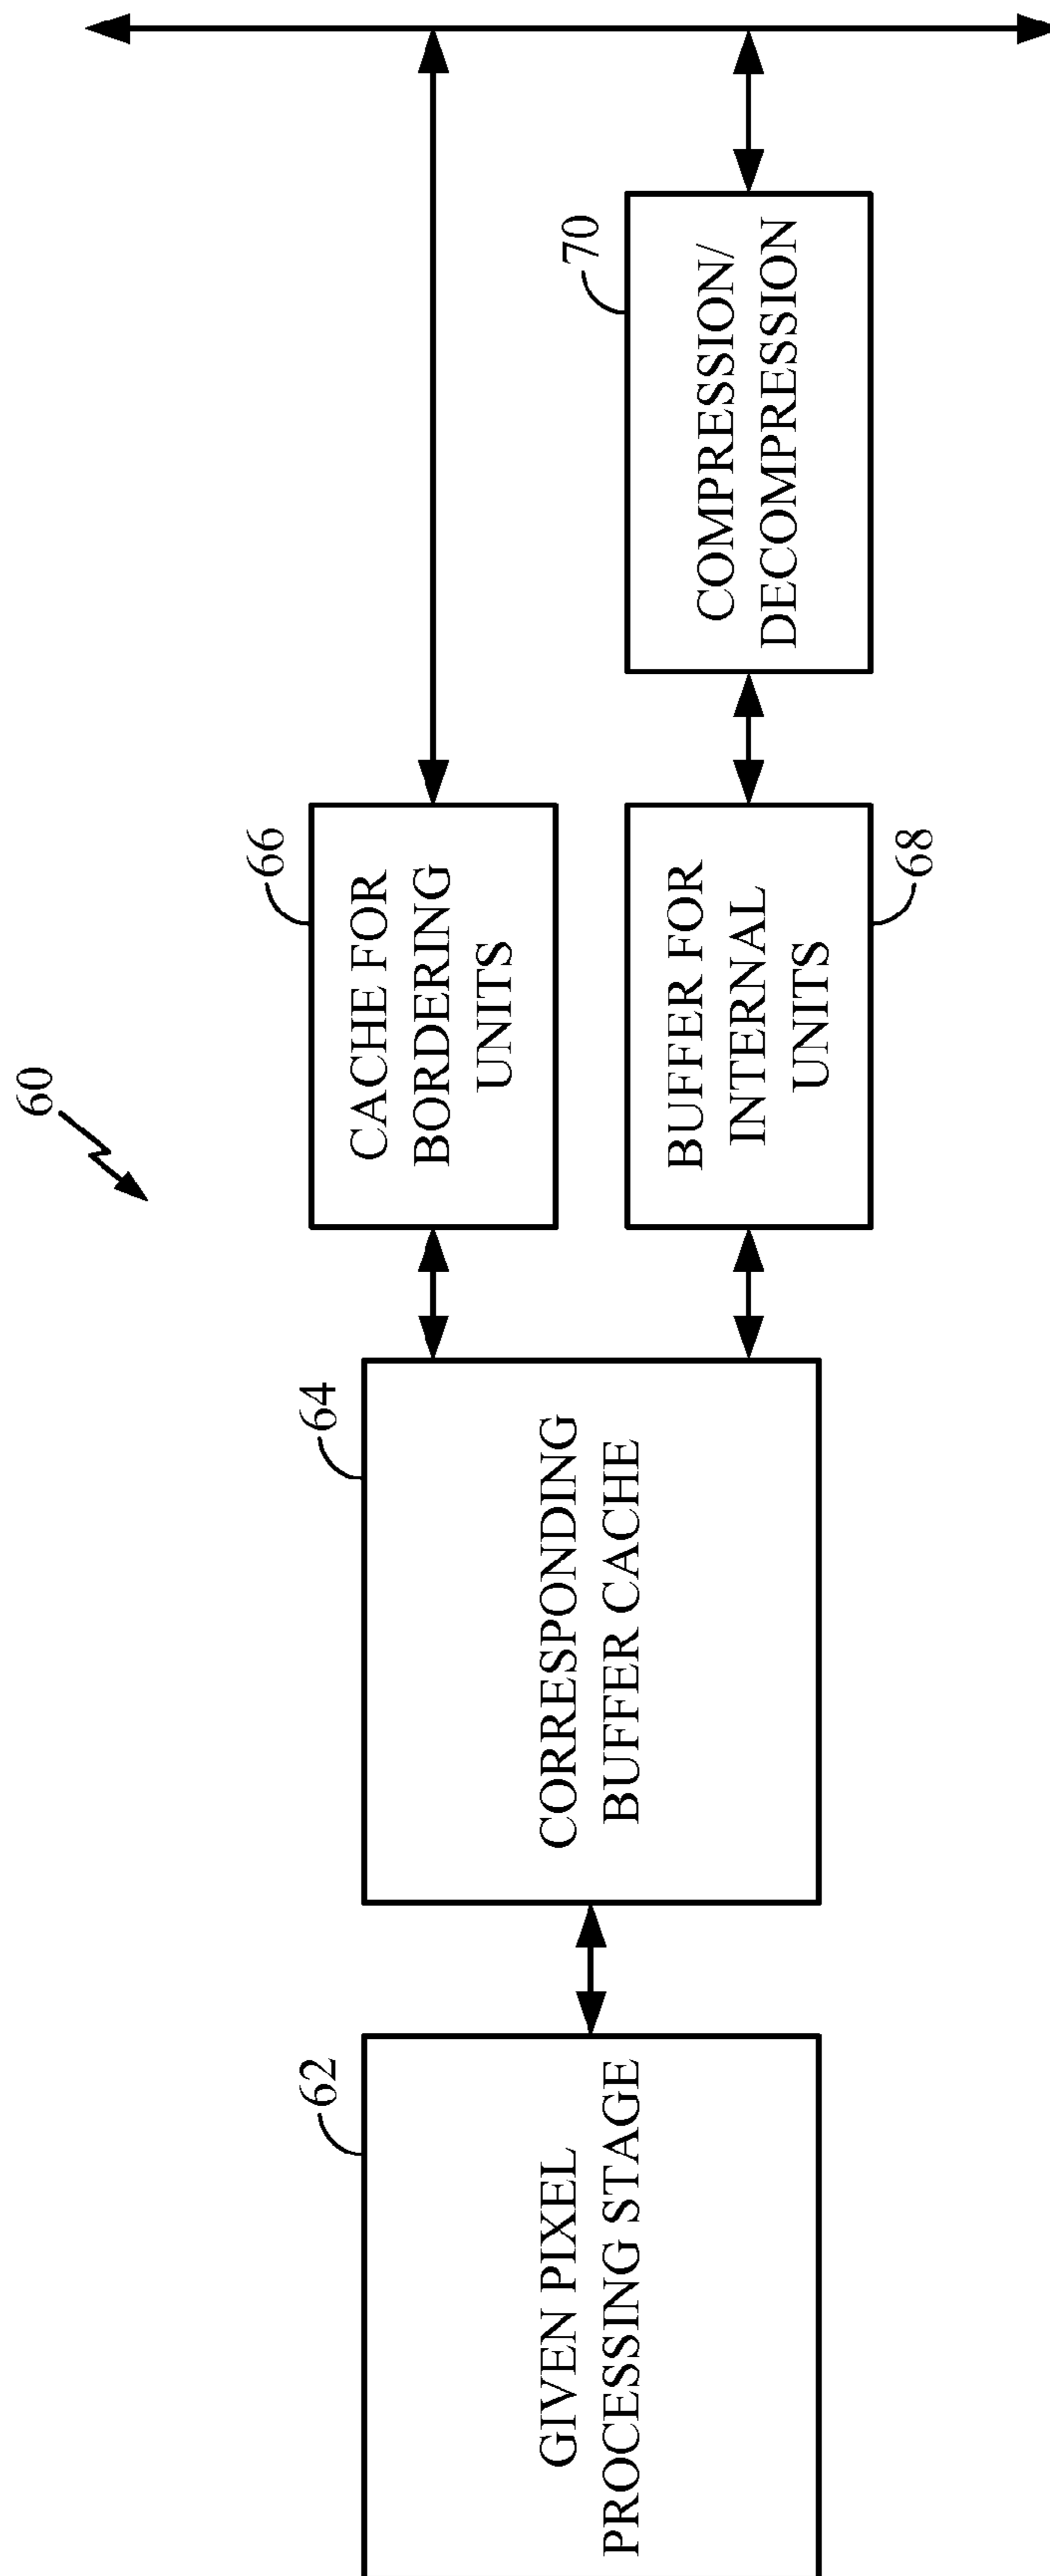 60
62
GIVEN PIXEL
PROCESSING STAGE
64
CORRESPONDING
BUFFER CACHE
66
CACHE FOR
BORDERING
UNITS
68
BUFFER FOR
INTERNAL
UNITS
70
COMPRESSION/
DECOMPRESSION